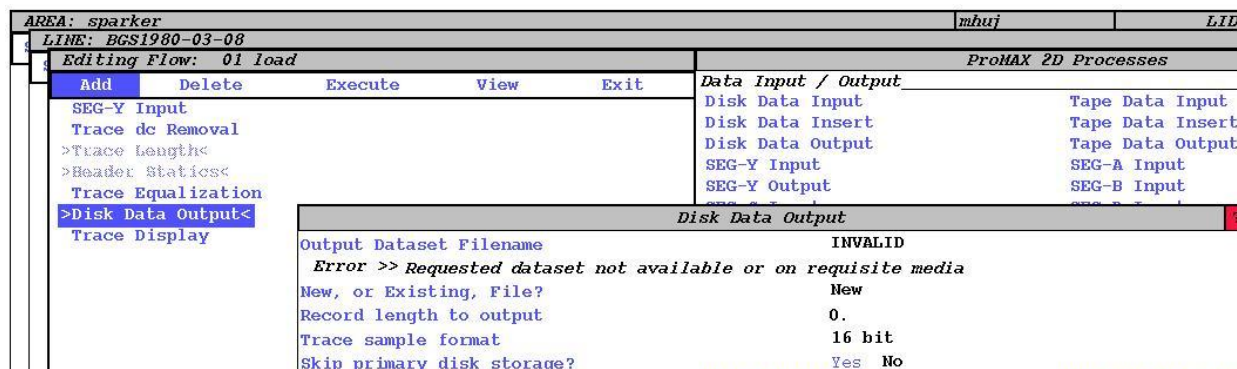 AREA: sparker mhuj LID
LINE: BGS1980-03-08
Editing Flow: 01 load ProMAX 2D Processes
Add Delete Execute View Exit
Data Input / Output
SEG-Y Input
Trace dc Removal
>Trace Length<
>Header Statics<
Trace Equalization
>Disk Data Output<
Trace Display
Disk Data Input Tape Data Input
Disk Data Insert Tape Data Insert
Disk Data Output Tape Data Output
SEG-Y Input SEG-A Input
SEG-Y Output SEG-B Input
Disk Data Output
Output Dataset Filename INVALID
Error >> Requested dataset not available or on requisite media
New, or Existing, File? New
Record length to output 0.
Trace sample format 16 bit
Skip primary disk storage? Yes No